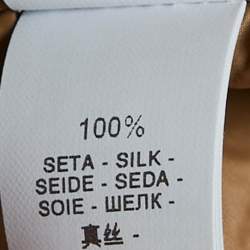 100%
SETA - SILK -
SEIDE - SEDA -
SOIE - ШЕЛК -
真丝 -